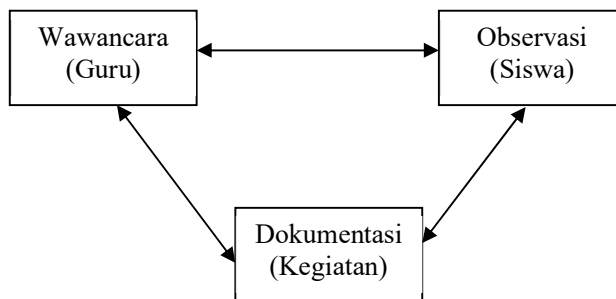 Wawancara
(Guru)
Observasi
(Siswa)
Dokumentasi
(Kegiatan)